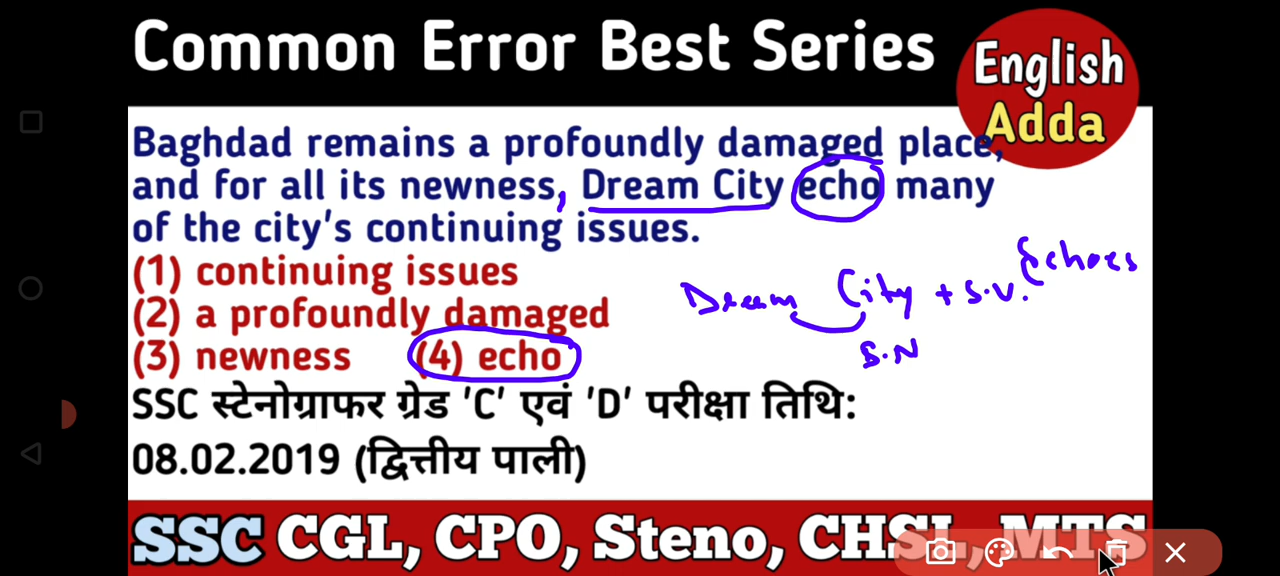 Common Error Best Series
English
Adda
Baghdad remains a profoundly damaged place,
and for all its newness, Dream City echo many
of the city's continuing issues.
(1) continuing issues
(2) a profoundly damaged
(3) newness (4) echo
Dream City + S.V. Echoes
S.N
SSC स्टेनोग्राफर ग्रेड 'C' एवं 'D' परीक्षा तिथि:
08.02.2019 (द्वित्तीय पाली)
SSC CGL, CPO, Steno, CHSL, MTS